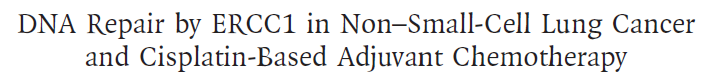 DNA Repair by ERCC1 in Non–Small-Cell Lung Cancer
and Cisplatin-Based Adjuvant Chemotherapy